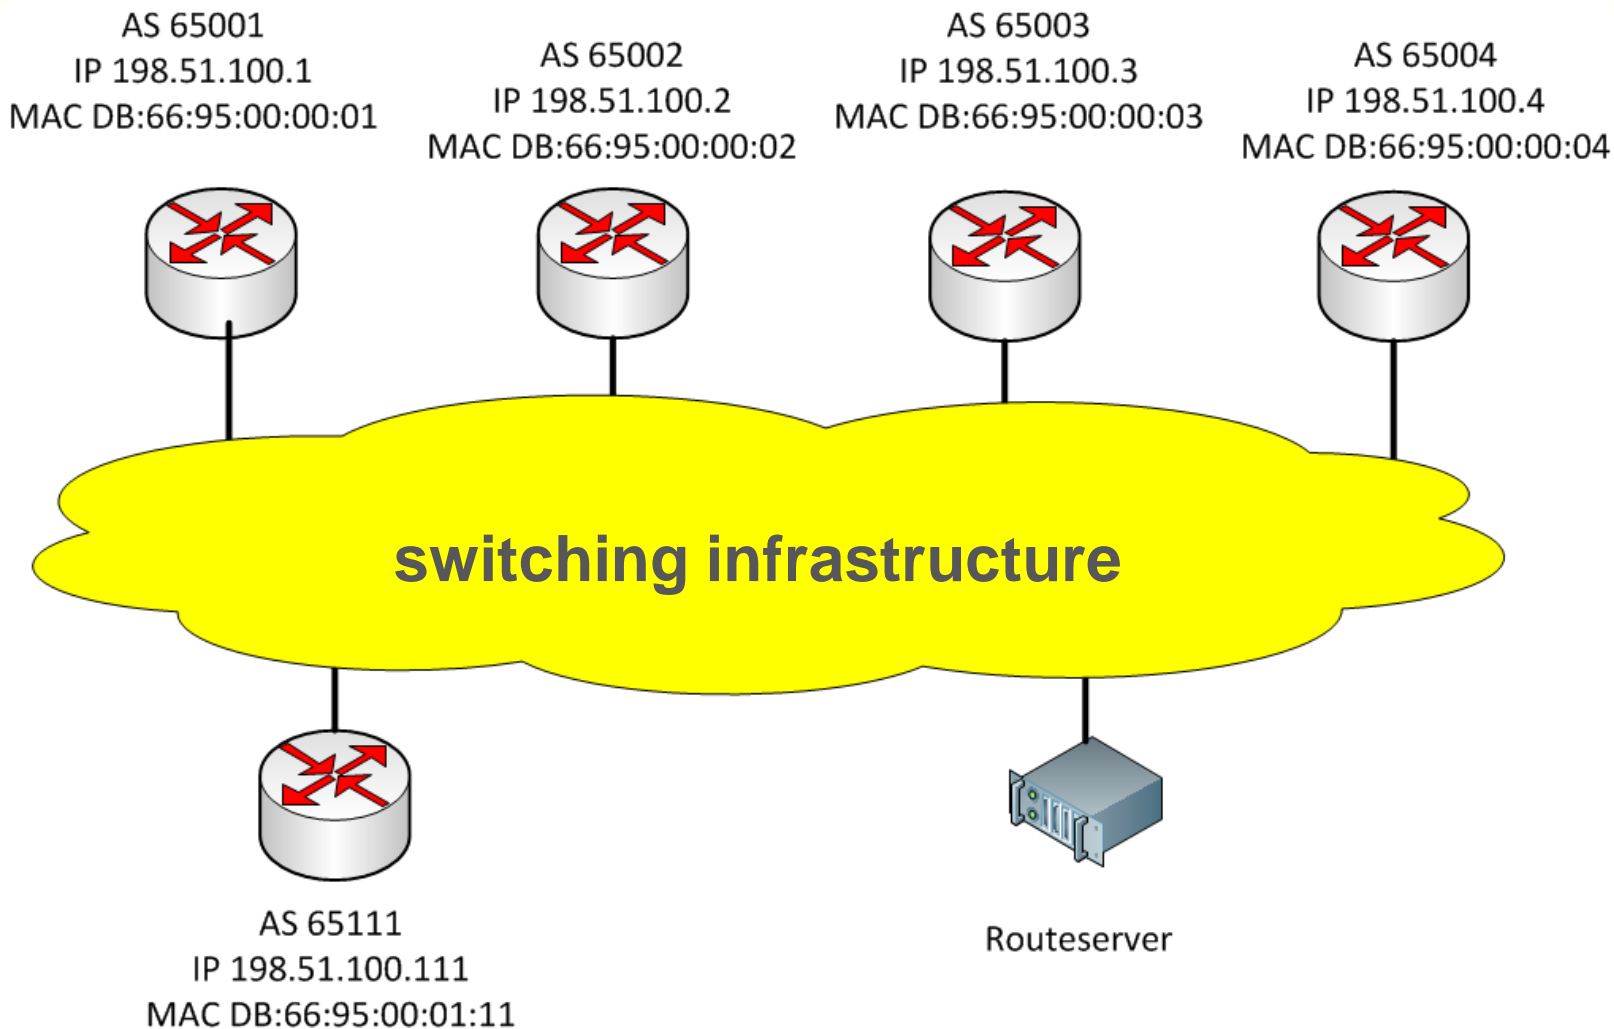 AS 65001
IP 198.51.100.1
MAC DB:66:95:00:00:01
AS 65002
IP 198.51.100.2
MAC DB:66:95:00:00:02
AS 65003
IP 198.51.100.3
MAC DB:66:95:00:00:03
AS 65004
IP 198.51.100.4
MAC DB:66:95:00:00:04
switching infrastructure
AS 65111
IP 198.51.100.111
MAC DB:66:95:00:01:11
Routeserver